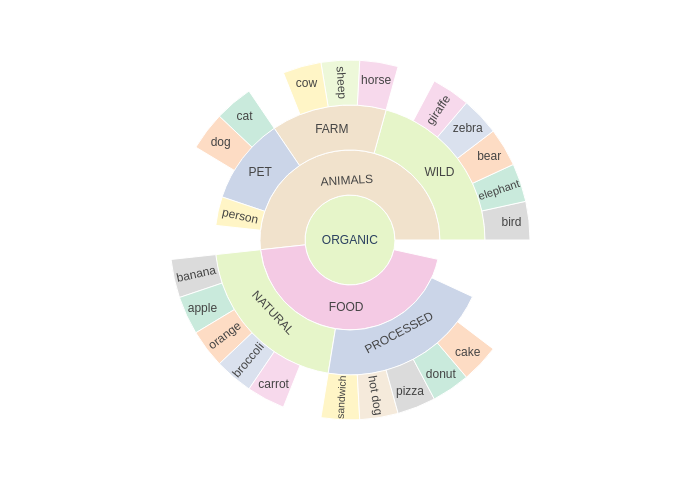 cow
sheep
horse
giraffe
cat
dog
FARM
zebra
bear
PET
WILD
ANIMALS
elephant
person
bird
ORGANIC
banana
apple
FOOD
NATURAL
PROCESSED
orange
broccoli
carrot
cake
donut
sandwich
hot dog
pizza